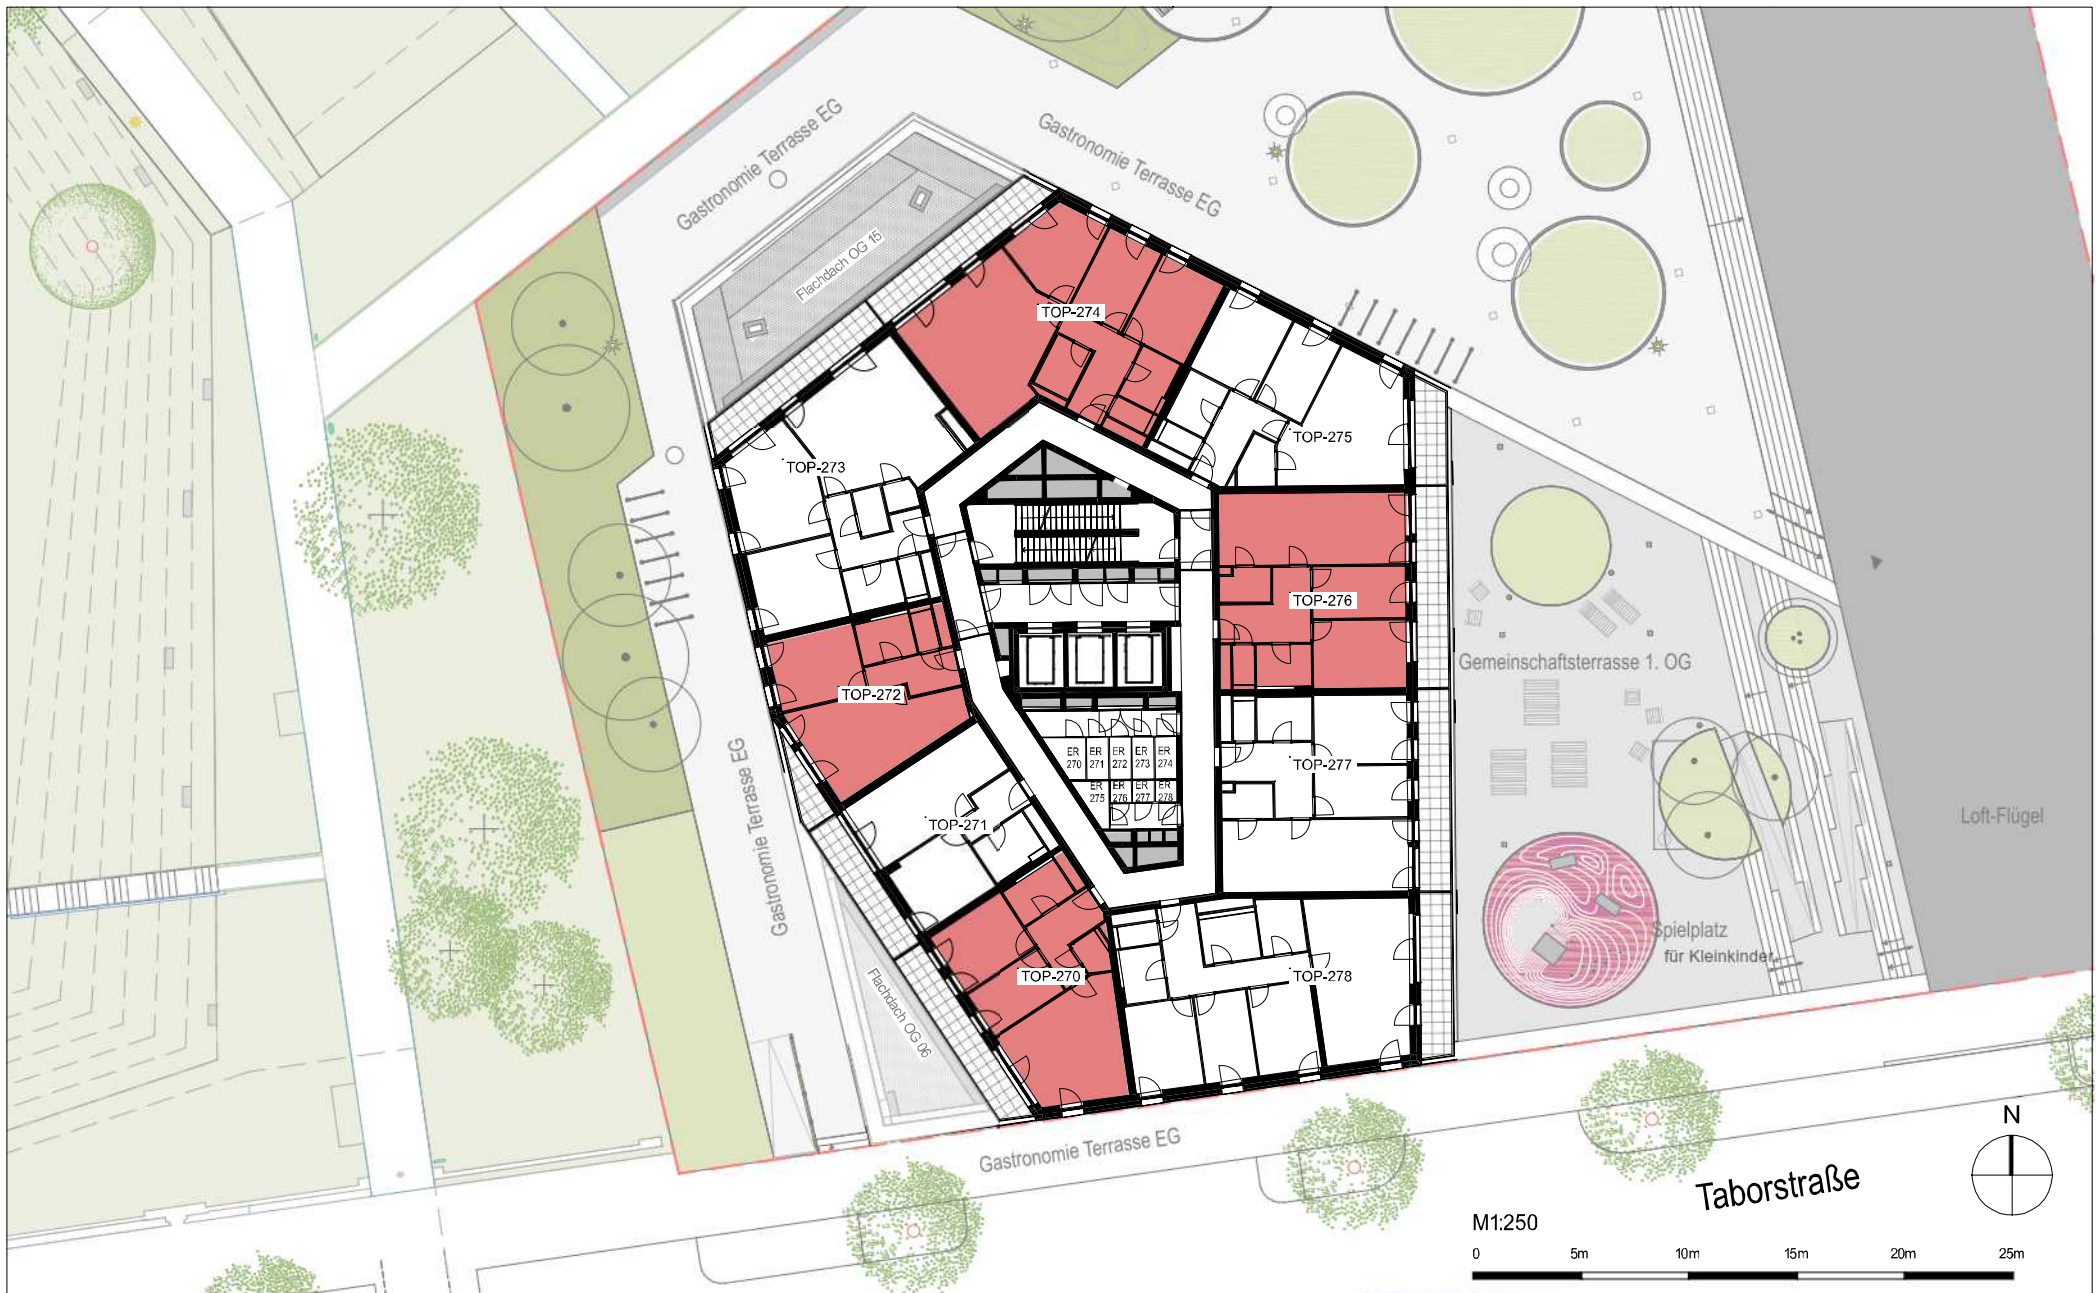 Gastronomie Terrasse EG
Gastronomie Terrasse EG
Flachdach OG 15
TOP-274
TOP-275
TOP-273
TOP-276
TOP-272
Gemeinschaftsterrasse 1. OG
ER 270
ER 271
ER 272
ER 273
ER 274
ER 275
ER 276
ER 277
ER 278
TOP-277
TOP-271
Loft-Flügel
Gastronomie Terrasse EG
Spielplatz
für Kleinkinder
TOP-270
TOP-278
Flachdach OG 06
Gastronomie Terrasse EG
N
Taborstraße
M1:250
0 5m 10m 15m 20m 25m